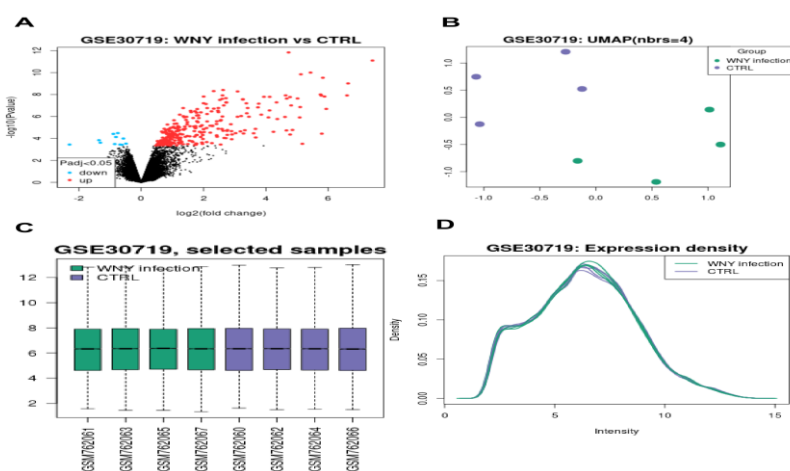 A
GSE30719: WNY infection vs CTRL
-log10(Pvalue)
12
10
8
6
4
2
0
Padj<0.05
down
up
-2
0
2
4
6
log2(fold change)
B
GSE30719: UMAP(nbrs=4)
Group
WNY infection
CTRL
1.0
0.5
0.0
-0.5
-1.0
-1.0
-0.5
0.0
0.5
1.0
C
GSE30719, selected samples
WNY infection
CTRL
12
10
8
6
4
2
GSM762061
GSM762063
GSM762065
GSM762067
GSM762060
GSM762062
GSM762064
GSM762066
D
GSE30719: Expression density
WNY infection
CTRL
Density
0.15
0.10
0.05
0.00
0
5
10
15
Intensity